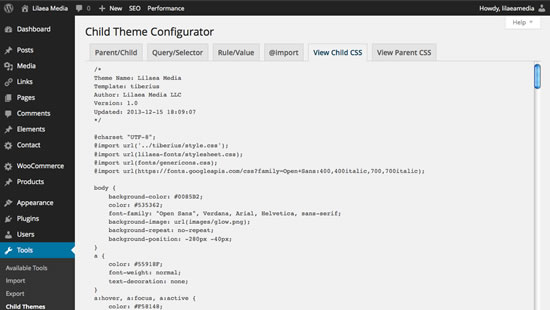 Lilaea Media 0 + New SEO Performance Howdy, lilaeamedia
Help
Child Theme Configurator
Parent/Child Query/Selector Rule/Value @import View Child CSS View Parent CSS
Dashboard
Posts
Media
Links
Pages
Comments
Elements
Contact
WooCommerce
Products
Appearance
Plugins
Users
Tools
Available Tools
Import
Export
Child Themes
/*
Theme Name: Lilaea Media
Template: tiberius
Author: Lilaea Media LLC
Version: 1.0
Updated: 2013-12-15 18:09:07
*/
@charset "UTF-8";
@import url('../tiberius/style.css');
@import url(lilaea-fonts/stylesheet.css);
@import url(fonts/genericons.css);
@import url(https://fonts.googleapis.com/css?family=Open+Sans:400,400italic,700,700italic);
body {
background-color: #0085B2;
color: #535362;
font-family: "Open Sans", Verdana, Arial, Helvetica, sans-serif;
background-image: url(images/glow.png);
background-repeat: no-repeat;
background-position: -280px -40px;
}
a {
color: #55918F;
font-weight: normal;
text-decoration: none;
}
a:hover, a:focus, a:active {
color: #F58148;